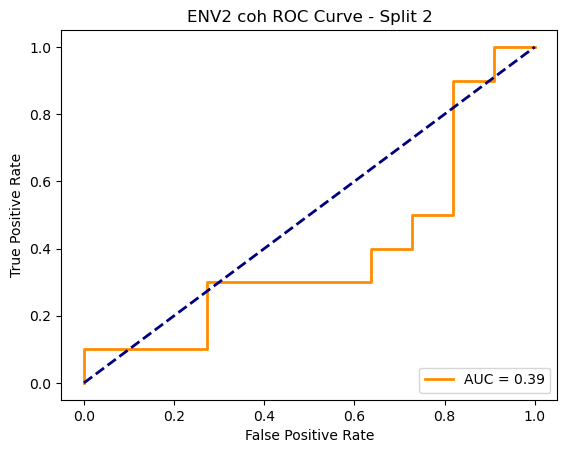 ENV2 coh ROC Curve - Split 2
True Positive Rate
1.0
0.8
0.6
0.4
0.2
0.0
AUC = 0.39
0.0 0.2 0.4 0.6 0.8 1.0
False Positive Rate